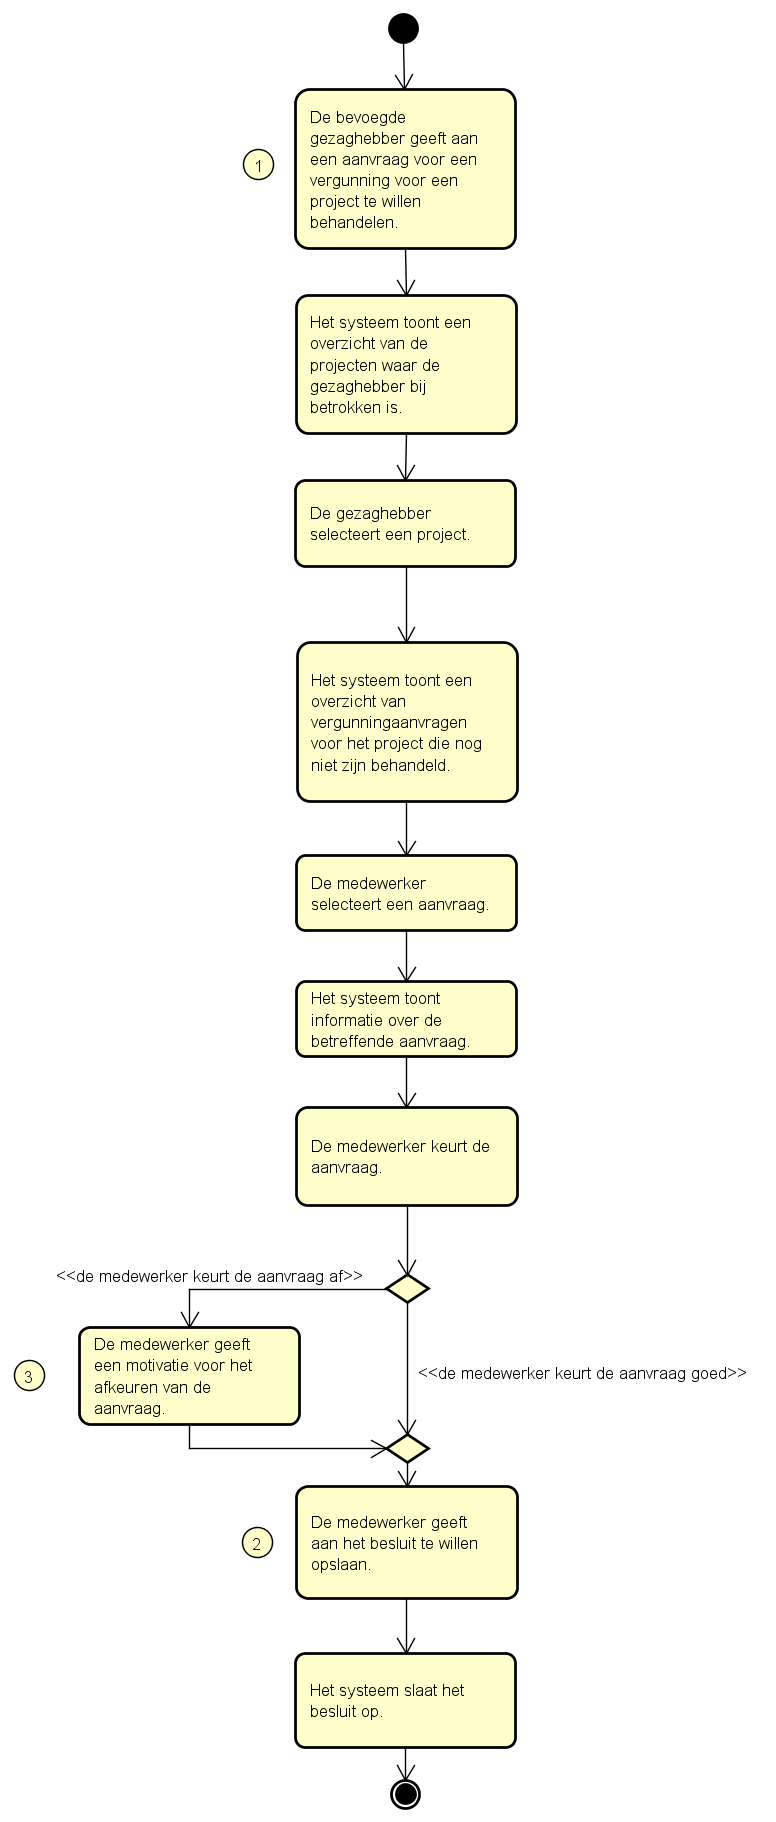 De bevoegde
gezaghebber geeft aan
een aanvraag voor een
vergunning voor een
project te willen
behandelen.
1
Het systeem toont een
overzicht van de
projecten waar de
gezaghebber bij
betrokken is.
De gezaghebber
selecteert een project.
Het systeem toont een
overzicht van
vergunningaanvragen
voor het project die nog
niet zijn behandeld.
De medewerker
selecteert een aanvraag.
Het systeem toont
informatie over de
betreffende aanvraag.
De medewerker keurt de
aanvraag.
<<de medewerker keurt de aanvraag af>>
De medewerker geeft
een motivatie voor het
afkeuren van de
aanvraag.
3
<<de medewerker keurt de aanvraag goed>>
De medewerker geeft
aan het besluit te willen
opslaan.
2
Het systeem slaat het
besluit op.